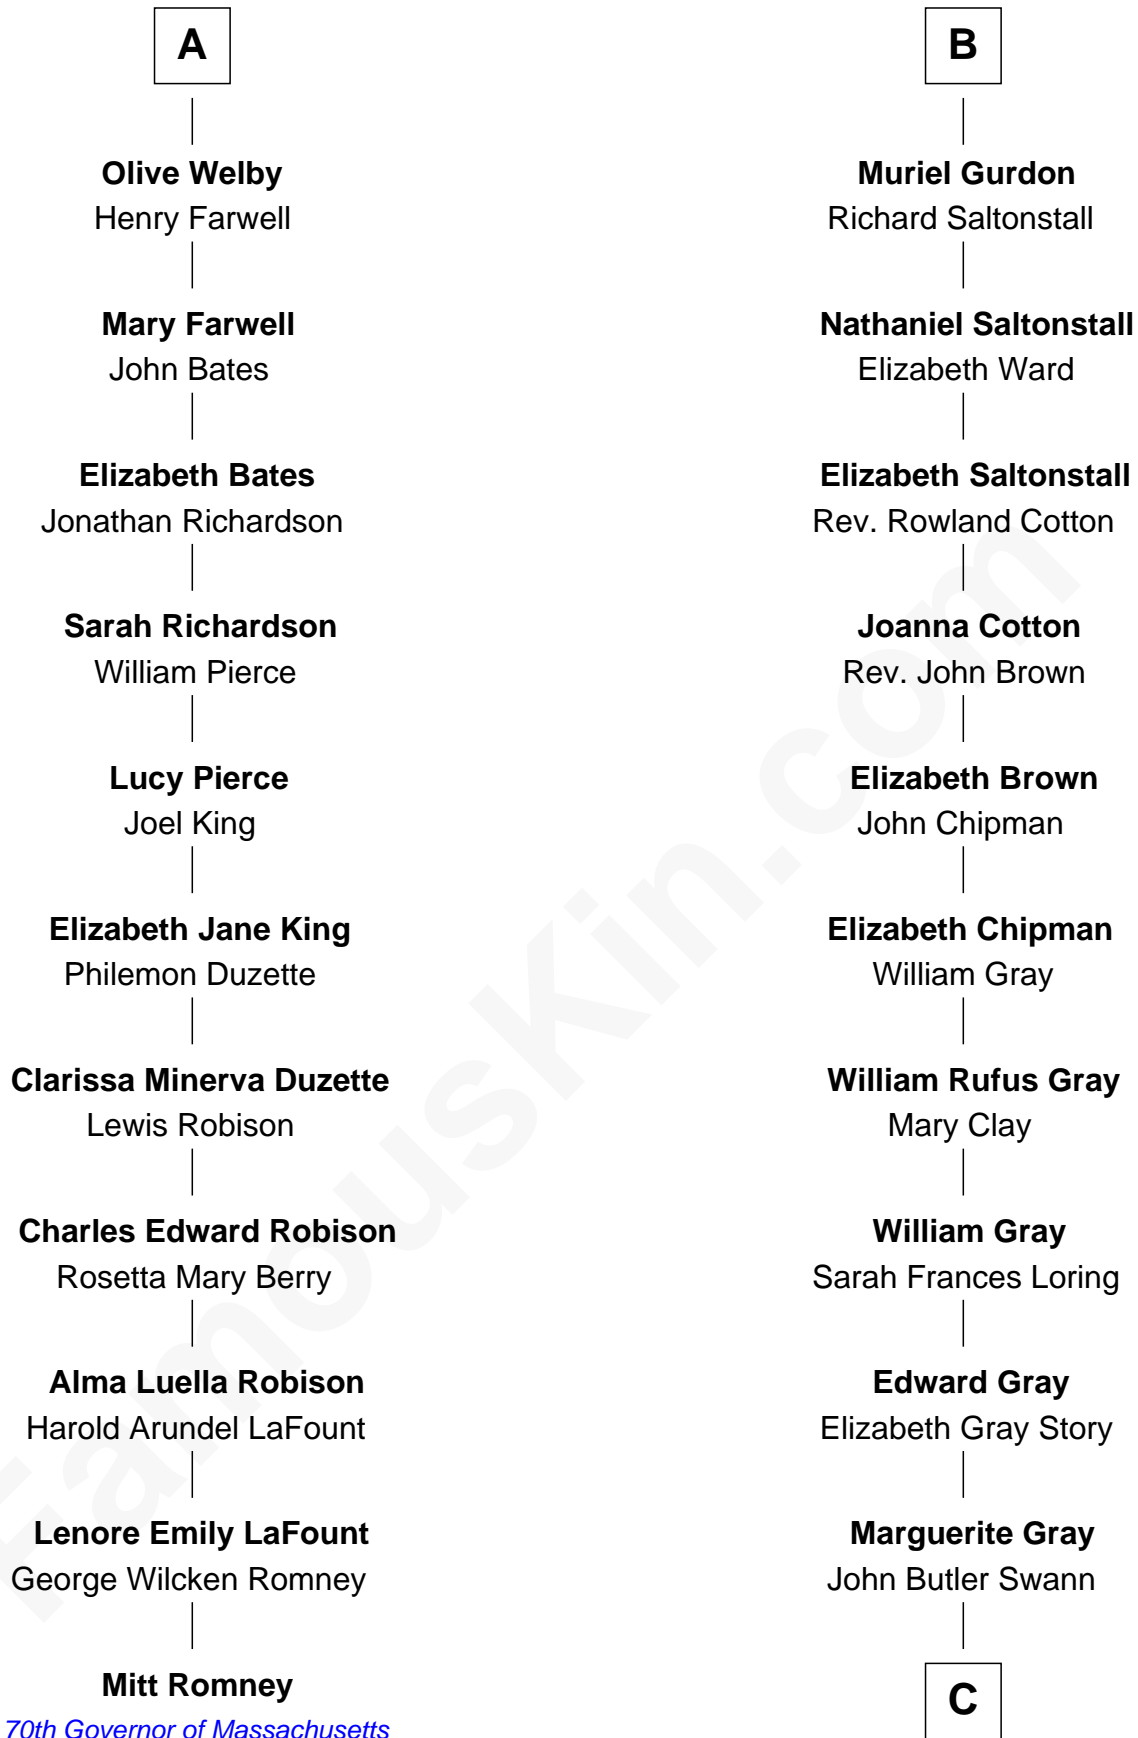 A
Olive Welby
Henry Farwell
Mary Farwell
John Bates
Elizabeth Bates
Jonathan Richardson
Sarah Richardson
William Pierce
Lucy Pierce
Joel King
Elizabeth Jane King
Philemon Duzette
Clarissa Minerva Duzette
Lewis Robison
Charles Edward Robison
Rosetta Mary Berry
Alma Luella Robison
Harold Arundel LaFount
Lenore Emily LaFount
George Wilcken Romney
Mitt Romney
70th Governor of Massachusetts
B
Muriel Gurdon
Richard Saltonstall
Nathaniel Saltonstall
Elizabeth Ward
Elizabeth Saltonstall
Rev. Rowland Cotton
Joanna Cotton
Rev. John Brown
Elizabeth Brown
John Chipman
Elizabeth Chipman
William Gray
William Rufus Gray
Mary Clay
William Gray
Sarah Frances Loring
Edward Gray
Elizabeth Gray Story
Marguerite Gray
John Butler Swann
C
FamousKin.com